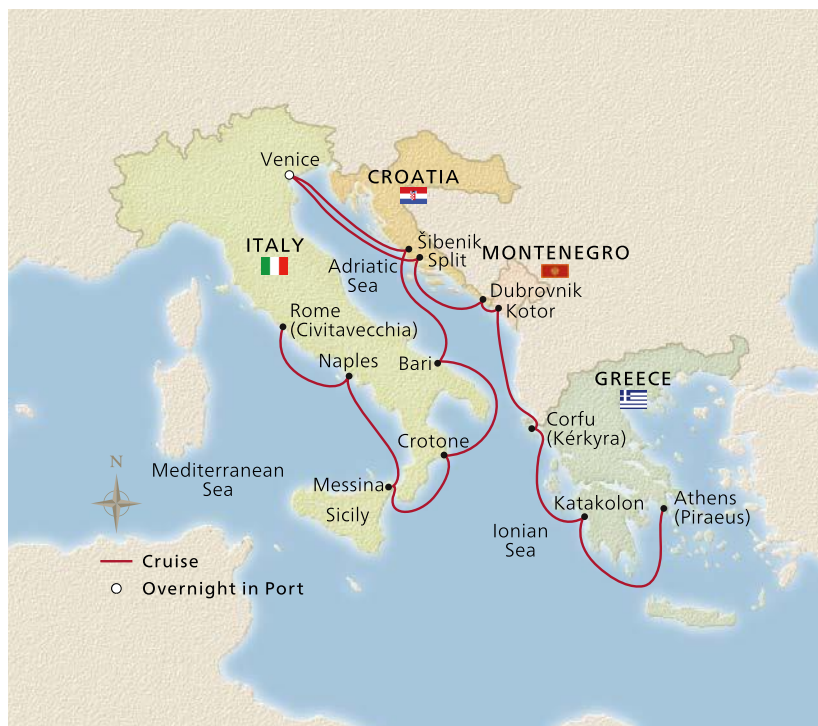 Venice
CROATIA
ITALY
Šibenik
Split
MONTENEGRO
Adriatic
Sea
Dubrovnik
Kotor
Rome
(Civitavecchia)
Naples
Bari
GREECE
Corfu
(Kérkyra)
Crotone
N
Mediterranean
Sea
Messina
Sicily
Katakolon
Athens
(Piraeus)
Ionian
Sea
Cruise
Overnight in Port